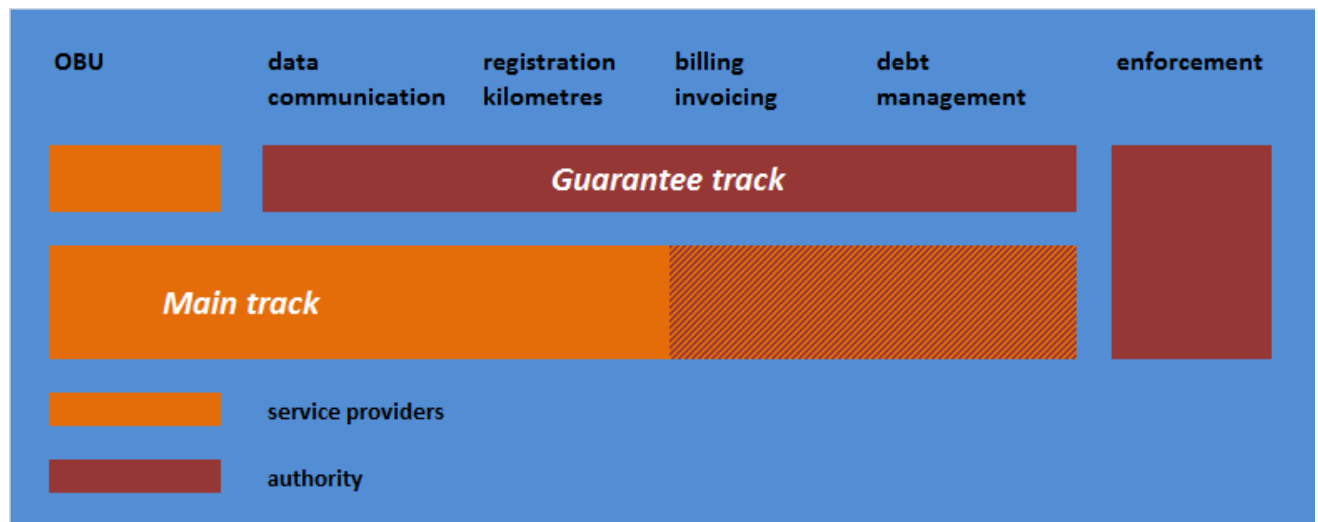 OBU
data
communication
registration
kilometres
billing
invoicing
debt
management
enforcement
Guarantee track
Main track
service providers
authority